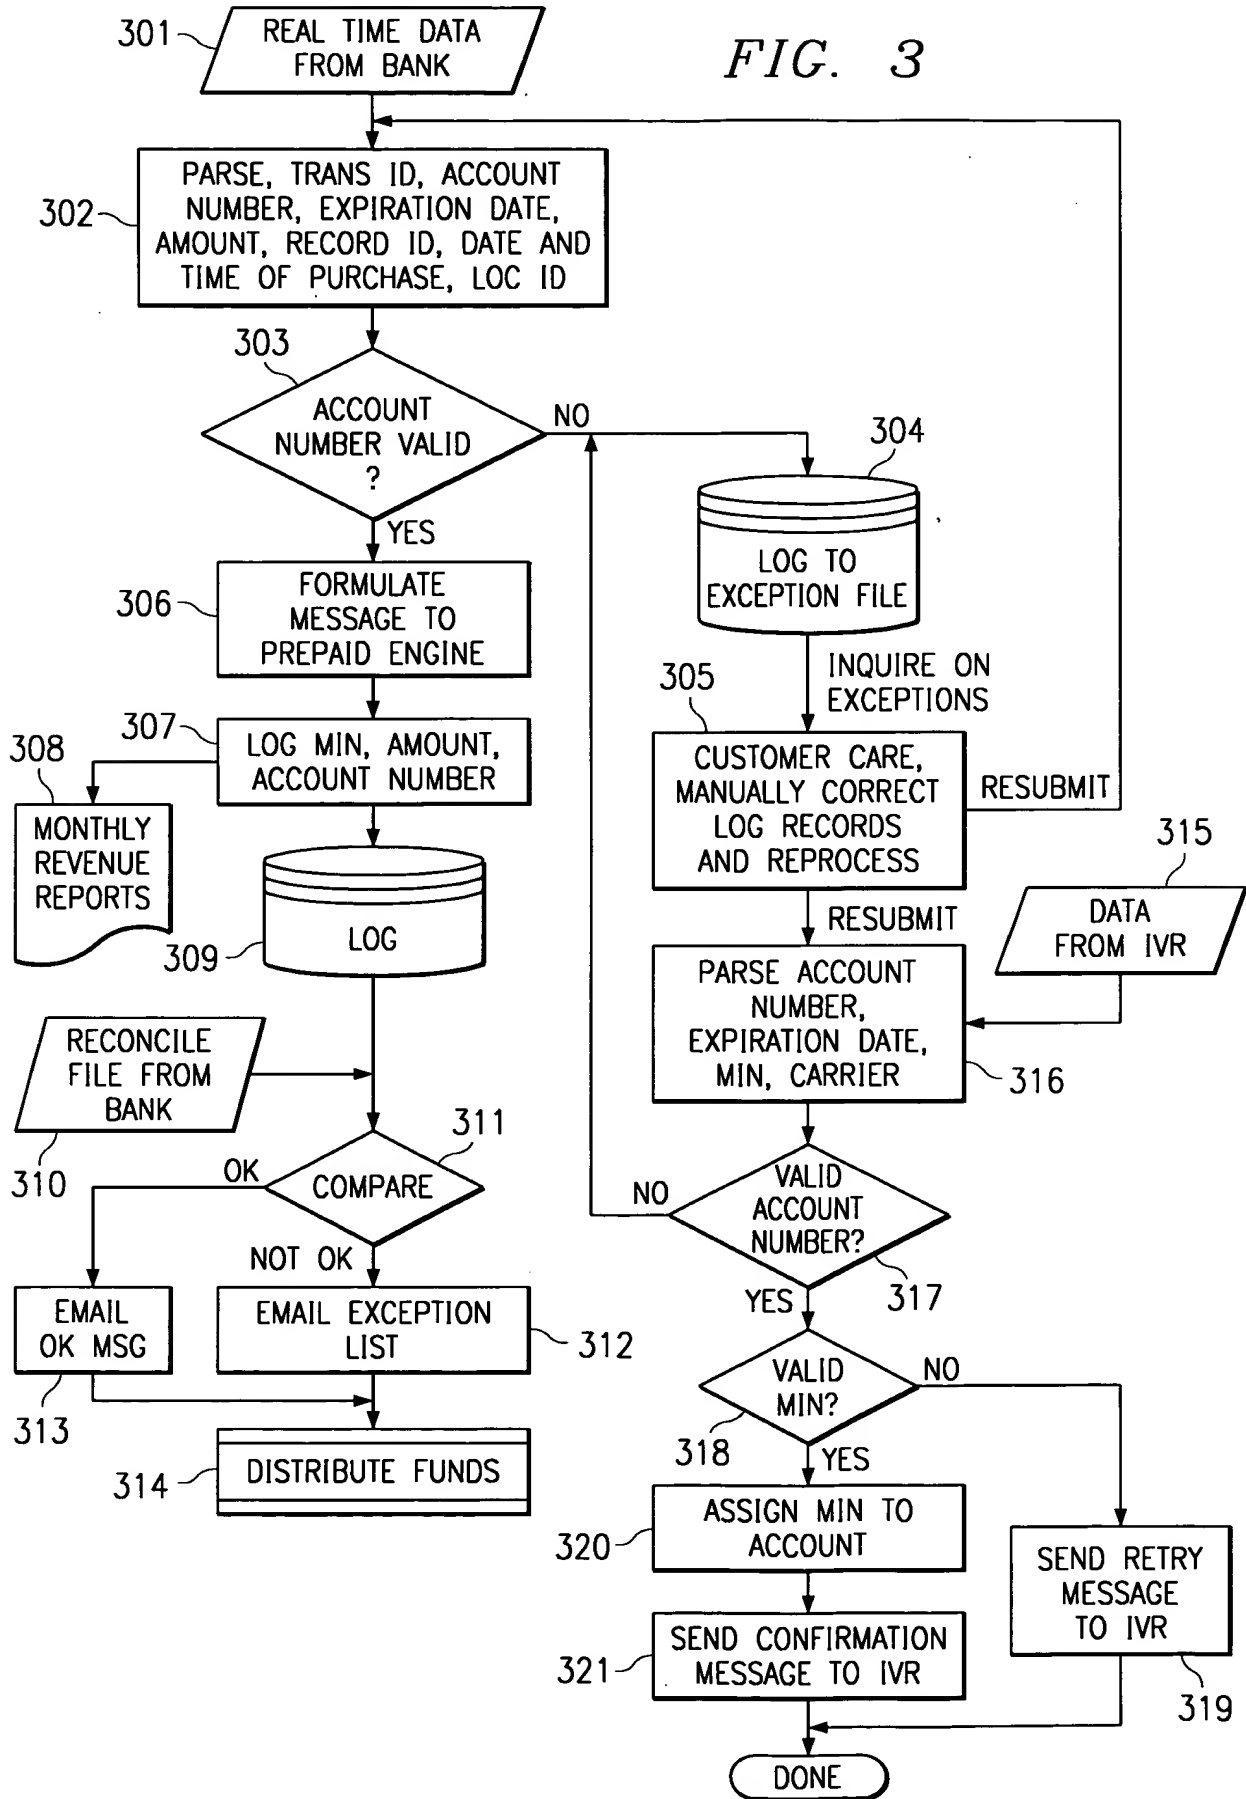 301
REAL TIME DATA
FROM BANK
FIG. 3
302
PARSE, TRANS ID, ACCOUNT
NUMBER, EXPIRATION DATE,
AMOUNT, RECORD ID, DATE AND
TIME OF PURCHASE, LOC ID
303
ACCOUNT
NUMBER VALID
?
NO
YES
304
LOG TO
EXCEPTION FILE
INQUIRE ON
EXCEPTIONS
306
FORMULATE
MESSAGE TO
PREPAID ENGINE
305
CUSTOMER CARE,
MANUALLY CORRECT
LOG RECORDS
AND REPROCESS
RESUBMIT
RESUBMIT
307
LOG MIN, AMOUNT,
ACCOUNT NUMBER
308
MONTHLY
REVENUE
REPORTS
309
LOG
315
DATA
FROM IVR
PARSE ACCOUNT
NUMBER,
EXPIRATION DATE,
MIN, CARRIER
316
RECONCILE
FILE FROM
BANK
310
311
COMPARE
OK
NOT OK
VALID
ACCOUNT
NUMBER?
NO
317
YES
EMAIL
OK MSG
313
EMAIL EXCEPTION
LIST
312
VALID
MIN?
NO
318
YES
314
DISTRIBUTE FUNDS
320
ASSIGN MIN TO
ACCOUNT
SEND RETRY
MESSAGE
TO IVR
319
321
SEND CONFIRMATION
MESSAGE TO IVR
DONE